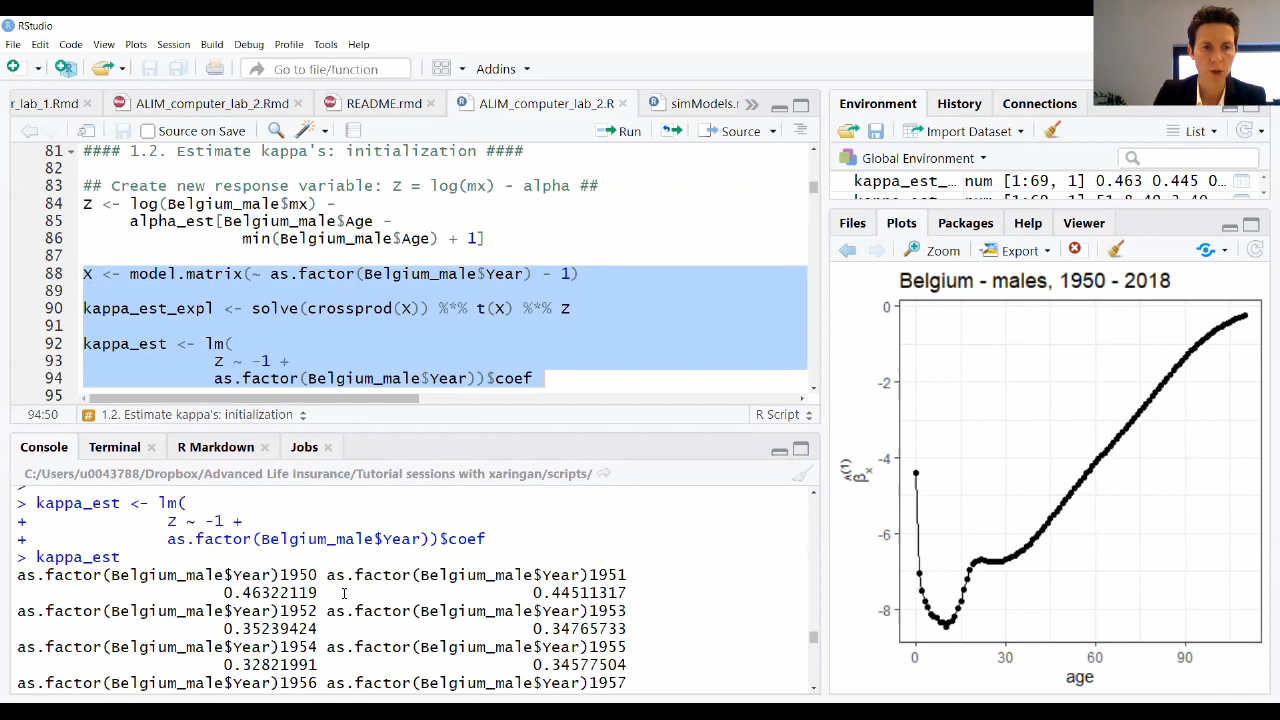 RStudio
File Edit Code View Plots Session Build Debug Profile Tools Help
Go to file/function Addins
r_lab_1.Rmd ALIM_computer_lab_2.Rmd README.md ALIM_computer_lab_2.R simModels.
Source on Save Run Source
81 #### 1.2. Estimate kappa's: initialization ####
82
83 ## Create new response variable: Z = log(mx) - alpha ##
84 Z <- log(Belgium_male$mx) -
85 alpha_est[Belgium_male$Age -
86 min(Belgium_male$Age) + 1]
87
88 X <- model.matrix(~ as.factor(Belgium_male$Year) - 1)
89
90 kappa_est_expl <- solve(crossprod(X)) %*% t(X) %*% Z
91
92 kappa_est <- lm(
93 Z ~ -1 +
94 as.factor(Belgium_male$Year))$coef
95
94:50 # 1.2. Estimate kappa's: initialization R Script
Console Terminal R Markdown Jobs
C:/Users/u0043788/Dropbox/Advanced Life Insurance/Tutorial sessions with xaringan/scripts/
>
> kappa_est <- lm(
+ Z ~ -1 +
+ as.factor(Belgium_male$Year))$coef
> kappa_est
as.factor(Belgium_male$Year)1950 as.factor(Belgium_male$Year)1951
0.46322119 0.44511317
as.factor(Belgium_male$Year)1952 as.factor(Belgium_male$Year)1953
0.35239424 0.34765733
as.factor(Belgium_male$Year)1954 as.factor(Belgium_male$Year)1955
0.32821991 0.34577504
as.factor(Belgium_male$Year)1956 as.factor(Belgium_male$Year)1957
Environment History Connections
Import Dataset List
Global Environment
kappa_est_… num [1:69, 1] 0.463 0.445 0…
Files Plots Packages Help Viewer
Zoom Export
Belgium - males, 1950 - 2018
0
-2
-4
-6
-8
β̂x(1)
0 30 60 90
age